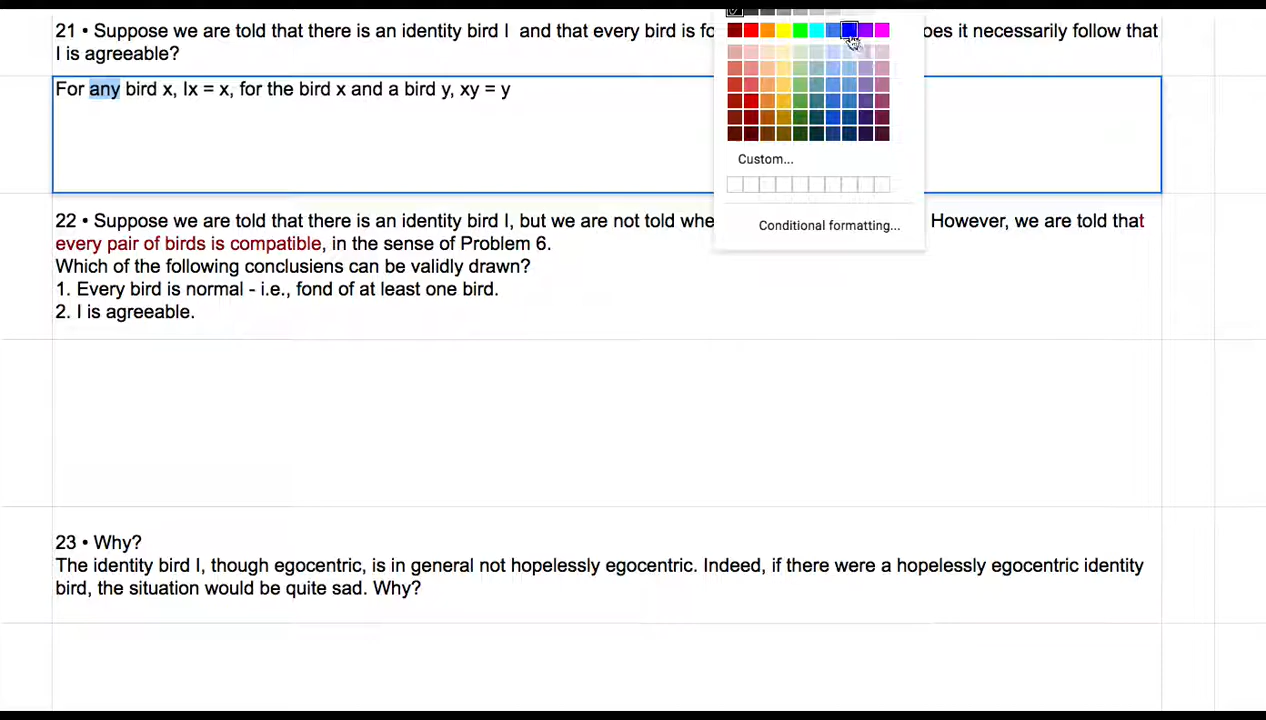 21 • Suppose we are told that there is an identity bird I  and that every bird is fo oes it necessarily follow that
I is agreeable?
For any bird x, Ix = x, for the bird x and a bird y, xy = y
Custom...
Conditional formatting...
22 • Suppose we are told that there is an identity bird I, but we are not told whe However, we are told that
every pair of birds is compatible, in the sense of Problem 6.
Which of the following conclusiens can be validly drawn?
1. Every bird is normal - i.e., fond of at least one bird.
2. I is agreeable.
23 • Why?
The identity bird I, though egocentric, is in general not hopelessly egocentric. Indeed, if there were a hopelessly egocentric identity
bird, the situation would be quite sad. Why?